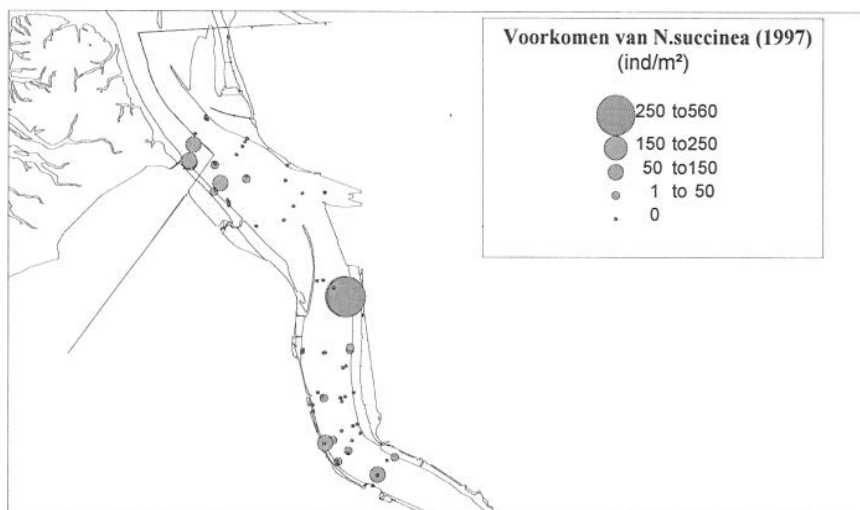 Voorkomen van N.succinea (1997)
(ind/m²)
250 to560
150 to250
50 to150
1 to 50
0